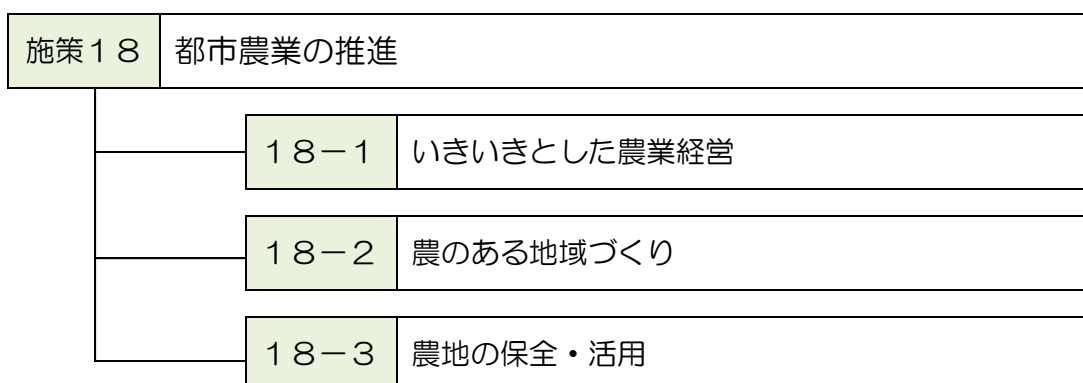 施策１８ 都市農業の推進
１８－１ いきいきとした農業経営
１８－２ 農のある地域づくり
１８－３ 農地の保全・活用